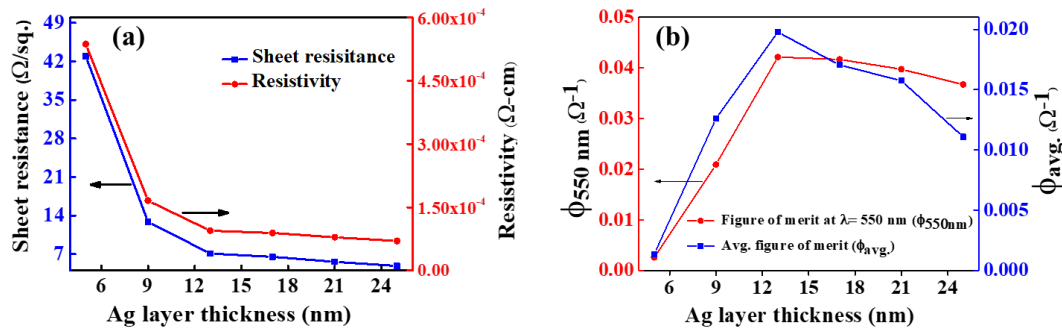 (a)
Sheet resistance (Ω/sq.)
49
42
35
28
21
14
7
Sheet resisitance
Resistivity
6.00x10⁻⁴
4.50x10⁻⁴
3.00x10⁻⁴
1.50x10⁻⁴
0.00
Resistivity (Ω-cm)
6 9 12 15 18 21 24
Ag layer thickness (nm)
(b)
ϕ550 nm (Ω⁻¹)
0.05
0.04
0.03
0.02
0.01
0.00
Figure of merit at λ= 550 nm (ϕ550nm)
Avg. figure of merit (ϕavg.)
0.020
0.015
0.010
0.005
0.000
ϕavg. (Ω⁻¹)
6 9 12 15 18 21 24
Ag layer thickness (nm)